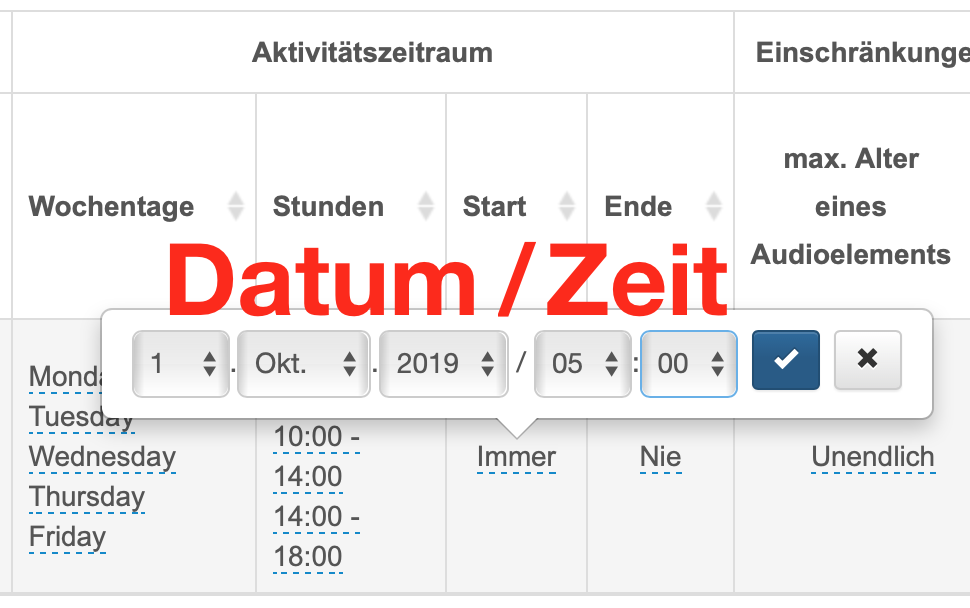 Aktivitätszeitraum
Einschränkunge
Wochentage
Stunden
Start
Ende
max. Alter
eines
Audioelements
Datum / Zeit
1 . Okt. . 2019 / 05 : 00
Monda
Tuesday
Wednesday
Thursday
Friday
10:00 -
14:00
14:00 -
18:00
Immer
Nie
Unendlich